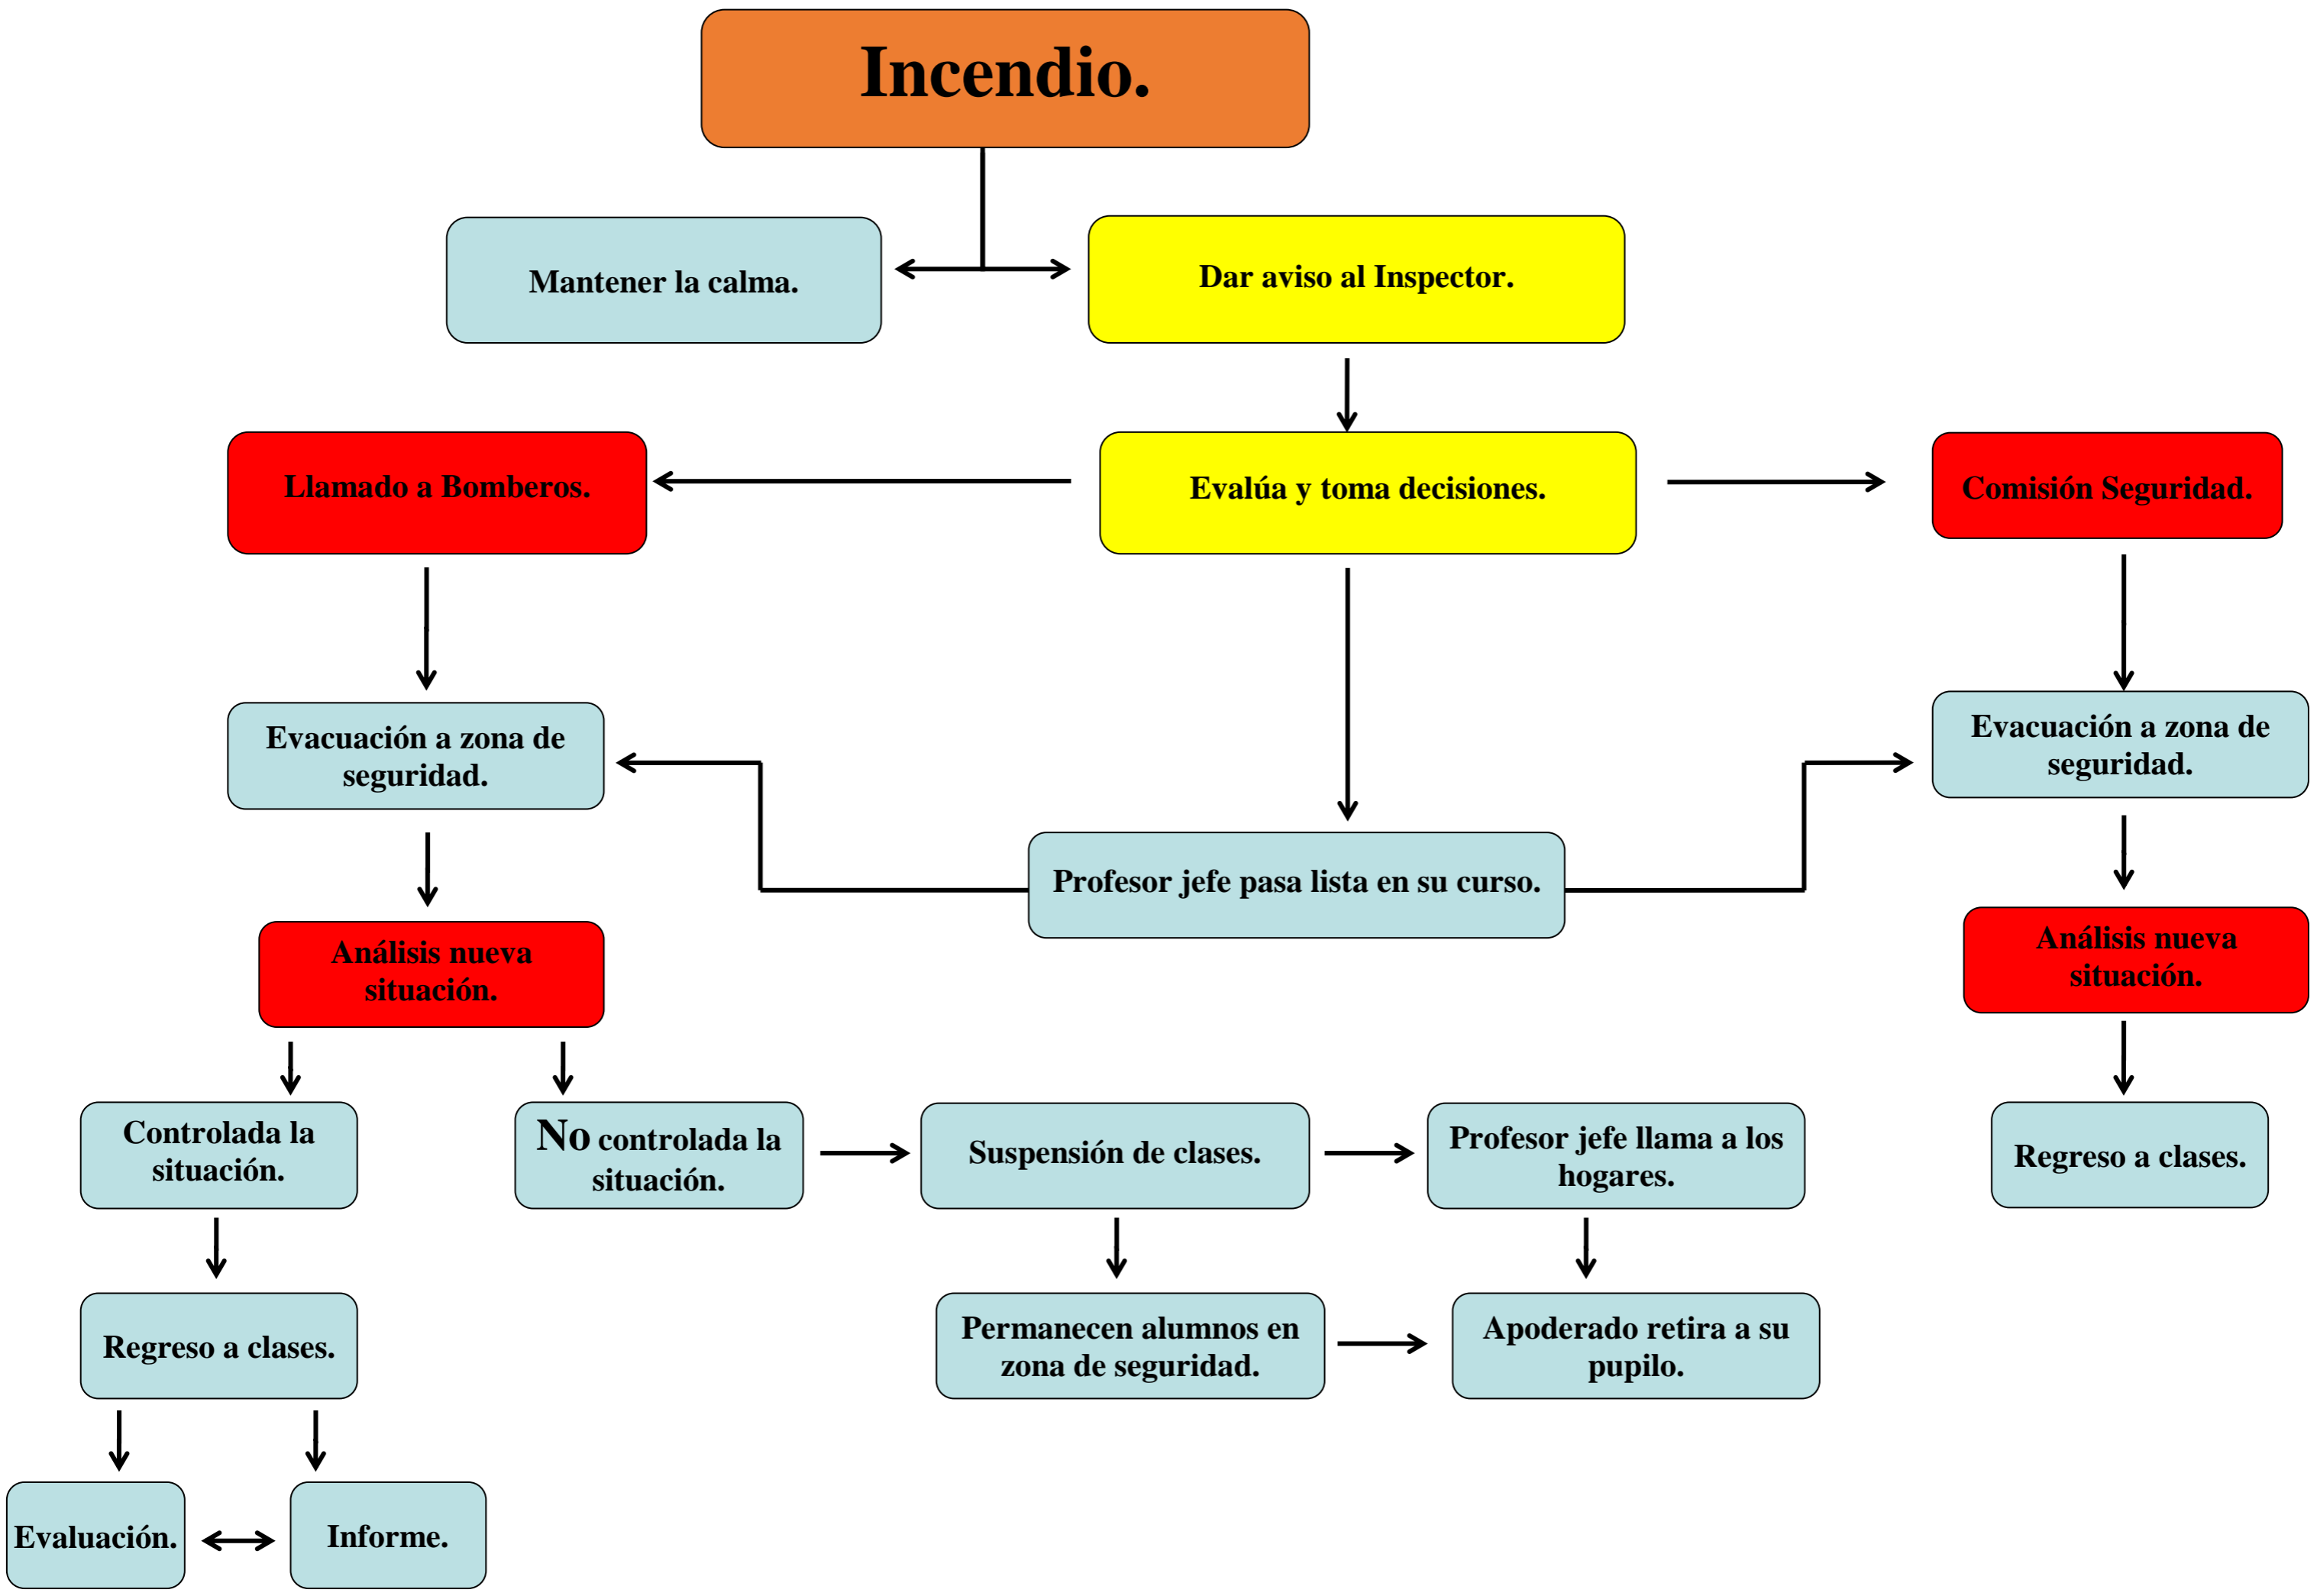 Incendio.
Mantener la calma.
Dar aviso al Inspector.
Llamado a Bomberos.
Evalúa y toma decisiones.
Comisión Seguridad.
Evacuación a zona de
seguridad.
Evacuación a zona de
seguridad.
Profesor jefe pasa lista en su curso.
Análisis nueva
situación.
Análisis nueva
situación.
Controlada la
situación.
No controlada la
situación.
Suspensión de clases.
Profesor jefe llama a los
hogares.
Regreso a clases.
Regreso a clases.
Permanecen alumnos en
zona de seguridad.
Apoderado retira a su
pupilo.
Evaluación.
Informe.